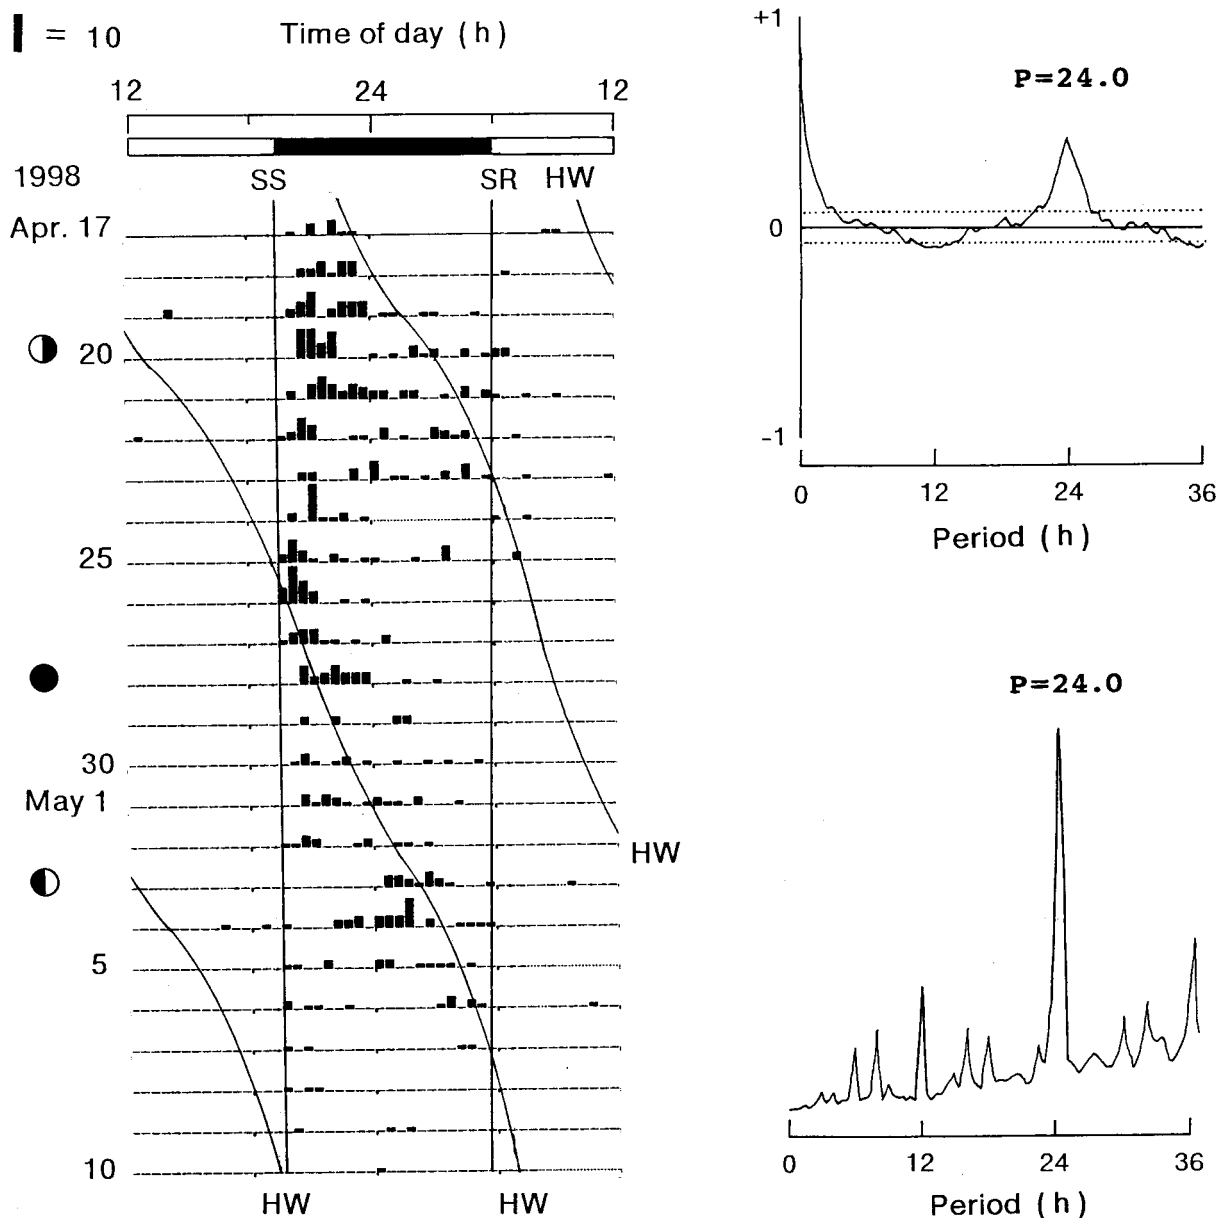 = 10
Time of day (h)
12 24 12
1998
SS SR HW
Apr. 17
20
25
30
May 1
HW
5
10
HW HW
+1
P=24.0
0
-1
0 12 24 36
Period (h)
P=24.0
0 12 24 36
Period (h)